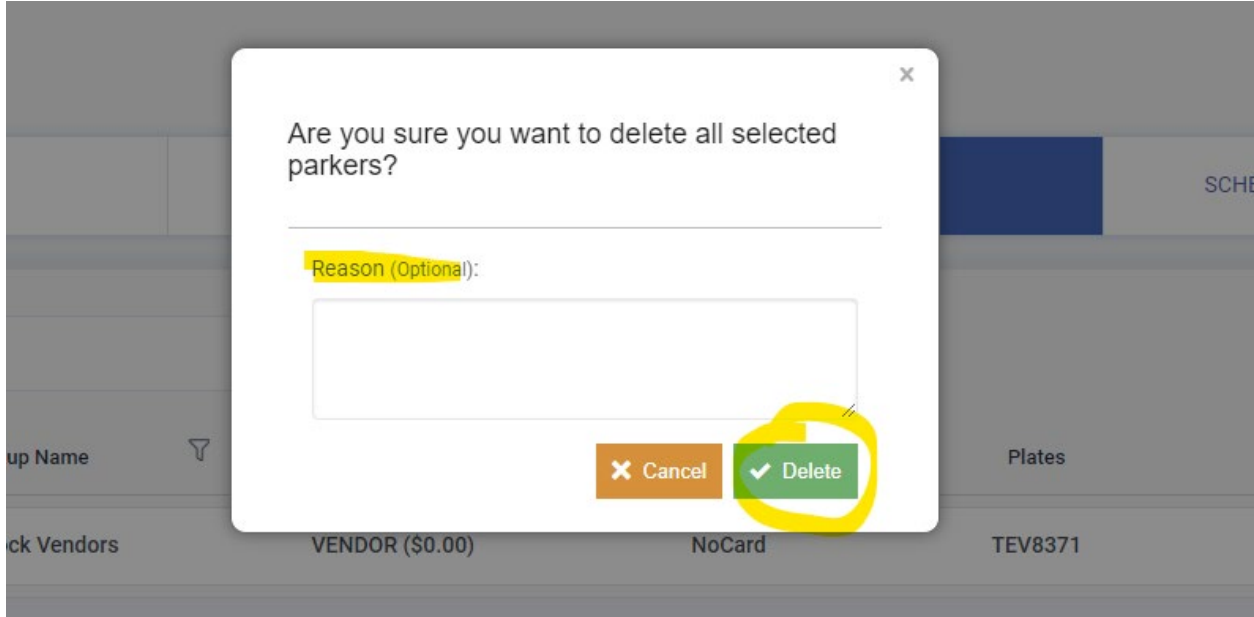 ×
Are you sure you want to delete all selected
parkers?
SCHE
Reason (Optional):
Cancel
Delete
up Name
Plates
ck Vendors
VENDOR ($0.00)
NoCard
TEV8371